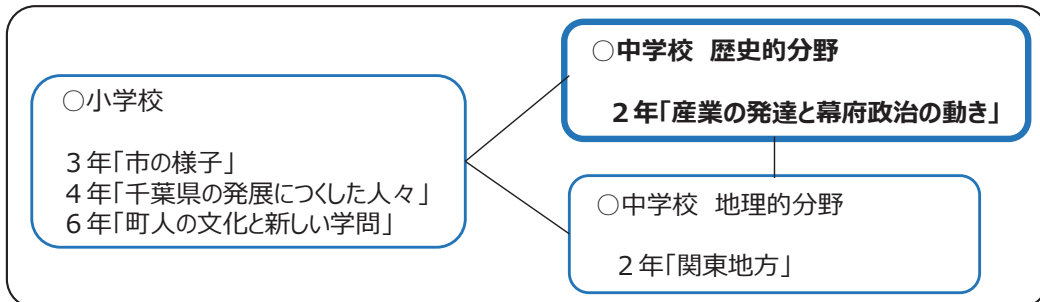 ○小学校
３年「市の様子」
４年「千葉県の発展につくした人々」
６年「町人の文化と新しい学問」
○中学校 歴史的分野
２年「産業の発達と幕府政治の動き」
○中学校 地理的分野
２年「関東地方」